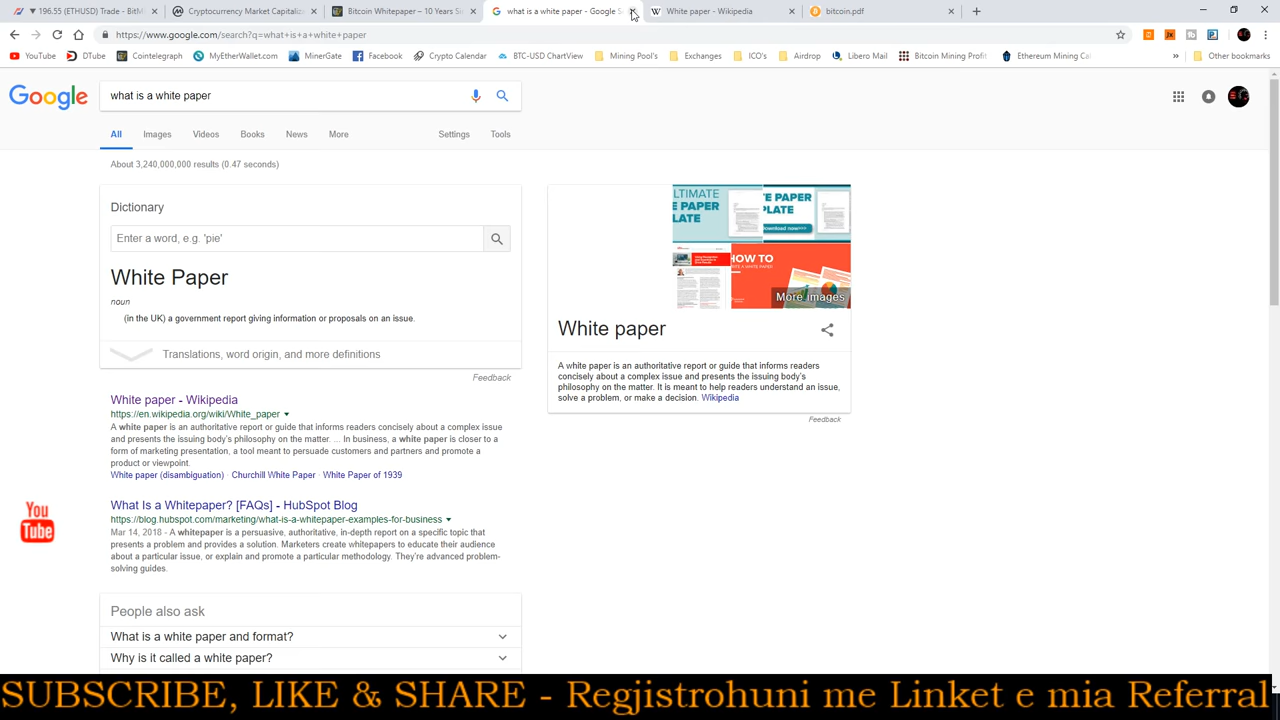 196.55 (ETHUSD) Trade - BitM
Cryptocurrency Market Capitaliz
Bitcoin Whitepaper – 10 Years Si
what is a white paper - Google S
White paper - Wikipedia
bitcoin.pdf
https://www.google.com/search?q=what+is+a+white+paper
YouTube
DTube
Cointelegraph
MyEtherWallet.com
MinerGate
Facebook
Crypto Calendar
BTC-USD ChartView
Mining Pool's
Exchanges
ICO's
Airdrop
Libero Mail
Bitcoin Mining Profit
Ethereum Mining Ca
Other bookmarks
Google
what is a white paper
All Images Videos Books News More Settings Tools
About 3,240,000,000 results (0.47 seconds)
Dictionary
Enter a word, e.g. 'pie'
White Paper
noun
(in the UK) a government report giving information or proposals on an issue.
Translations, word origin, and more definitions
Feedback
White paper - Wikipedia
https://en.wikipedia.org/wiki/White_paper
A white paper is an authoritative report or guide that informs readers concisely about a complex issue
and presents the issuing body's philosophy on the matter. ... In business, a white paper is closer to a
form of marketing presentation, a tool meant to persuade customers and partners and promote a
product or viewpoint.
White paper (disambiguation) · Churchill White Paper · White Paper of 1939
What Is a Whitepaper? [FAQs] - HubSpot Blog
https://blog.hubspot.com/marketing/what-is-a-whitepaper-examples-for-business
Mar 14, 2018 - A whitepaper is a persuasive, authoritative, in-depth report on a specific topic that
presents a problem and provides a solution. Marketers create whitepapers to educate their audience
about a particular issue, or explain and promote a particular methodology. They're advanced problem-
solving guides.
People also ask
What is a white paper and format?
Why is it called a white paper?
LTIMATE
E PAPER
LATE
TE PAPER
PLATE
Download now
HOW TO
WRITE A WHITE PAPER
More images
White paper
A white paper is an authoritative report or guide that informs readers
concisely about a complex issue and presents the issuing body's
philosophy on the matter. It is meant to help readers understand an issue,
solve a problem, or make a decision. Wikipedia
Feedback
You
Tube
SUBSCRIBE, LIKE & SHARE - Regjistrohuni me Linket e mia Referral